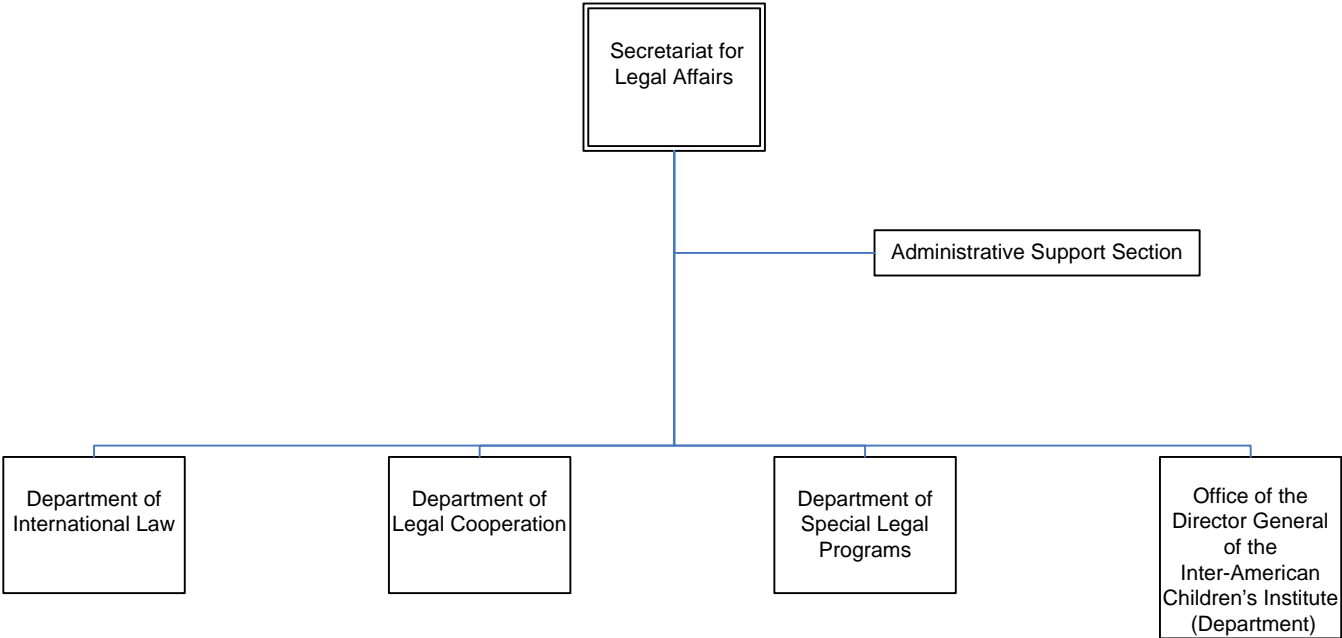 Secretariat for
Legal Affairs
Administrative Support Section
Department of
International Law
Department of
Legal Cooperation
Department of
Special Legal
Programs
Office of the
Director General
of the
Inter-American
Children's Institute
(Department)